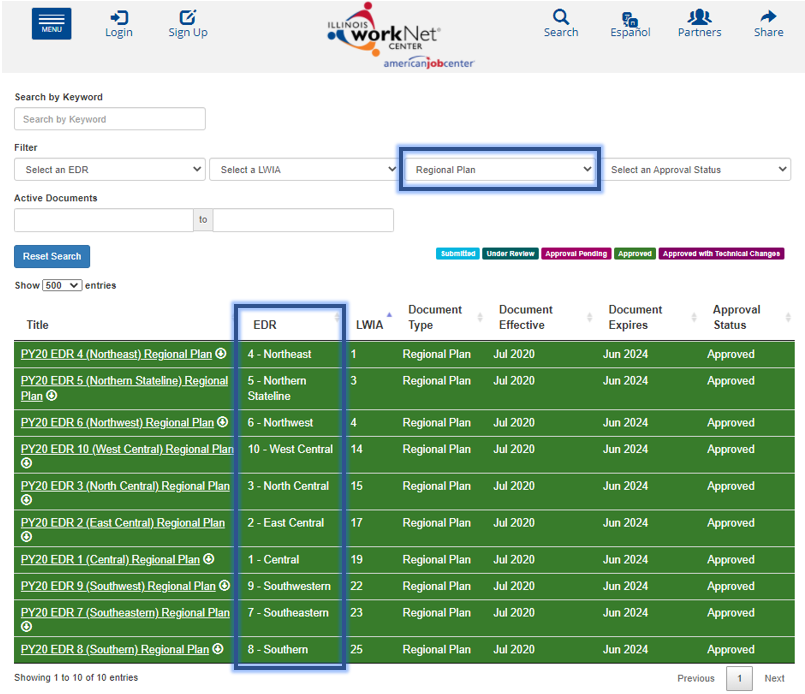 MENU
Login
Sign Up
ILLINOIS
workNet®
CENTER
americanjobcenter
Search
Español
Partners
Share
Search by Keyword
Search by Keyword
Filter
Select an EDR
Select a LWIA
Regional Plan
Select an Approval Status
Active Documents
to
Reset Search
Submitted Under Review Approval Pending Approved Approved with Technical Changes
Show 500 entries
Title EDR LWIA Document Type Document Effective Document Expires Approval Status
PY20 EDR 4 (Northeast) Regional Plan 4 - Northeast 1 Regional Plan Jul 2020 Jun 2024 Approved
PY20 EDR 5 (Northern Stateline) Regional Plan 5 - Northern Stateline 3 Regional Plan Jul 2020 Jun 2024 Approved
PY20 EDR 6 (Northwest) Regional Plan 6 - Northwest 4 Regional Plan Jul 2020 Jun 2024 Approved
PY20 EDR 10 (West Central) Regional Plan 10 - West Central 14 Regional Plan Jul 2020 Jun 2024 Approved
PY20 EDR 3 (North Central) Regional Plan 3 - North Central 15 Regional Plan Jul 2020 Jun 2024 Approved
PY20 EDR 2 (East Central) Regional Plan 2 - East Central 17 Regional Plan Jul 2020 Jun 2024 Approved
PY20 EDR 1 (Central) Regional Plan 1 - Central 19 Regional Plan Jul 2020 Jun 2024 Approved
PY20 EDR 9 (Southwest) Regional Plan 9 - Southwestern 22 Regional Plan Jul 2020 Jun 2024 Approved
PY20 EDR 7 (Southeastern) Regional Plan 7 - Southeastern 23 Regional Plan Jul 2020 Jun 2024 Approved
PY20 EDR 8 (Southern) Regional Plan 8 - Southern 25 Regional Plan Jul 2020 Jun 2024 Approved
Showing 1 to 10 of 10 entries
Previous 1 Next